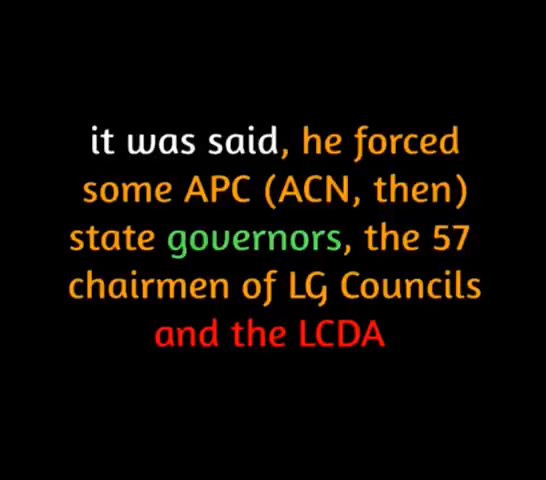 it was said, he forced
some APC (ACN, then)
state governors, the 57
chairmen of LG Councils
and the LCDA